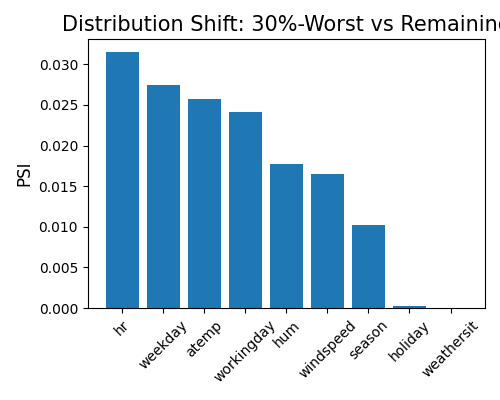 Distribution Shift: 30%-Worst vs Remaining
PSI
0.030
0.025
0.020
0.015
0.010
0.005
0.000
hr
weekday
atemp
workingday
hum
windspeed
season
holiday
weathersit